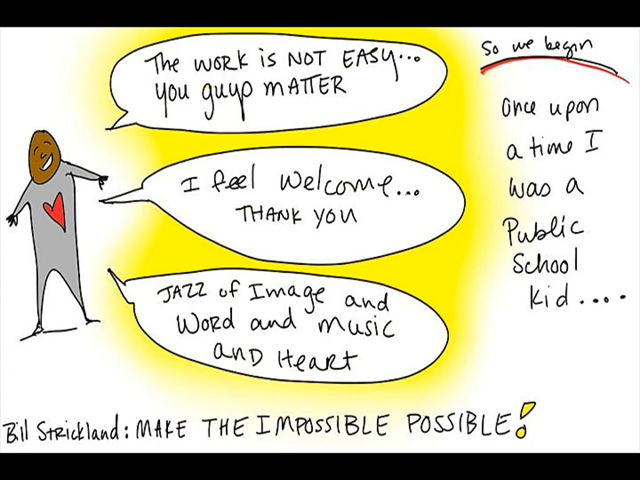 The work is NOT EASY...
you guys MATTER
I feel welcome...
THANK YOU
JAZZ of Image and
Word and music
and Heart
So we begin
once upon
a time I
was a
Public
School
kid....
Bill Strickland: MAKE THE IMPOSSIBLE POSSIBLE!